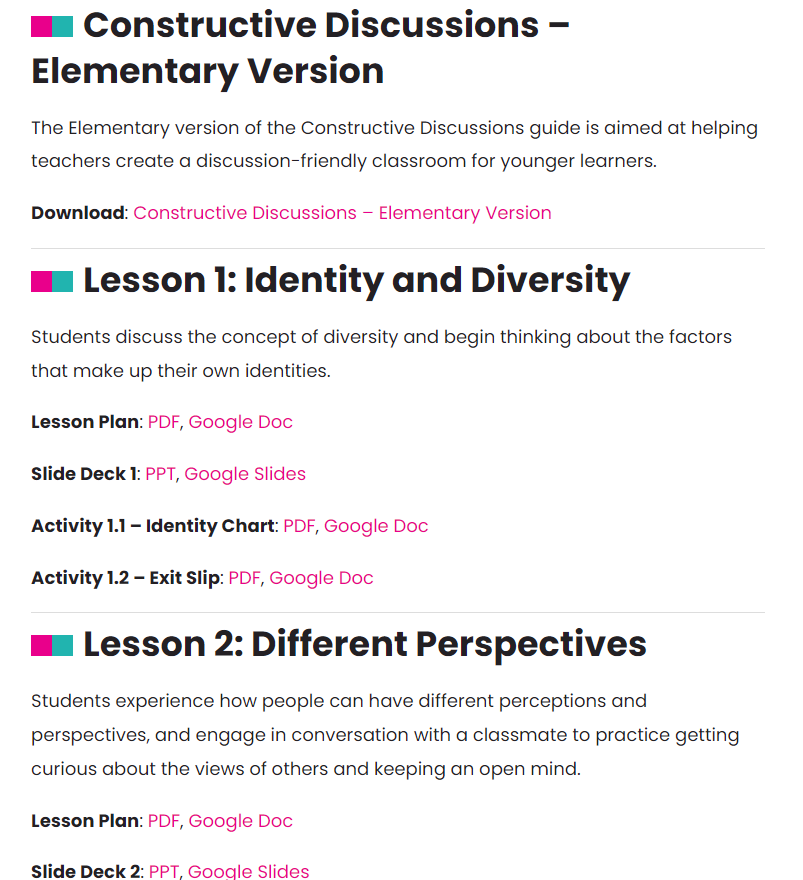 Constructive Discussions –
Elementary Version
The Elementary version of the Constructive Discussions guide is aimed at helping
teachers create a discussion-friendly classroom for younger learners.
Download: Constructive Discussions – Elementary Version
Lesson 1: Identity and Diversity
Students discuss the concept of diversity and begin thinking about the factors
that make up their own identities.
Lesson Plan: PDF, Google Doc
Slide Deck 1: PPT, Google Slides
Activity 1.1 – Identity Chart: PDF, Google Doc
Activity 1.2 – Exit Slip: PDF, Google Doc
Lesson 2: Different Perspectives
Students experience how people can have different perceptions and
perspectives, and engage in conversation with a classmate to practice getting
curious about the views of others and keeping an open mind.
Lesson Plan: PDF, Google Doc
Slide Deck 2: PPT, Google Slides